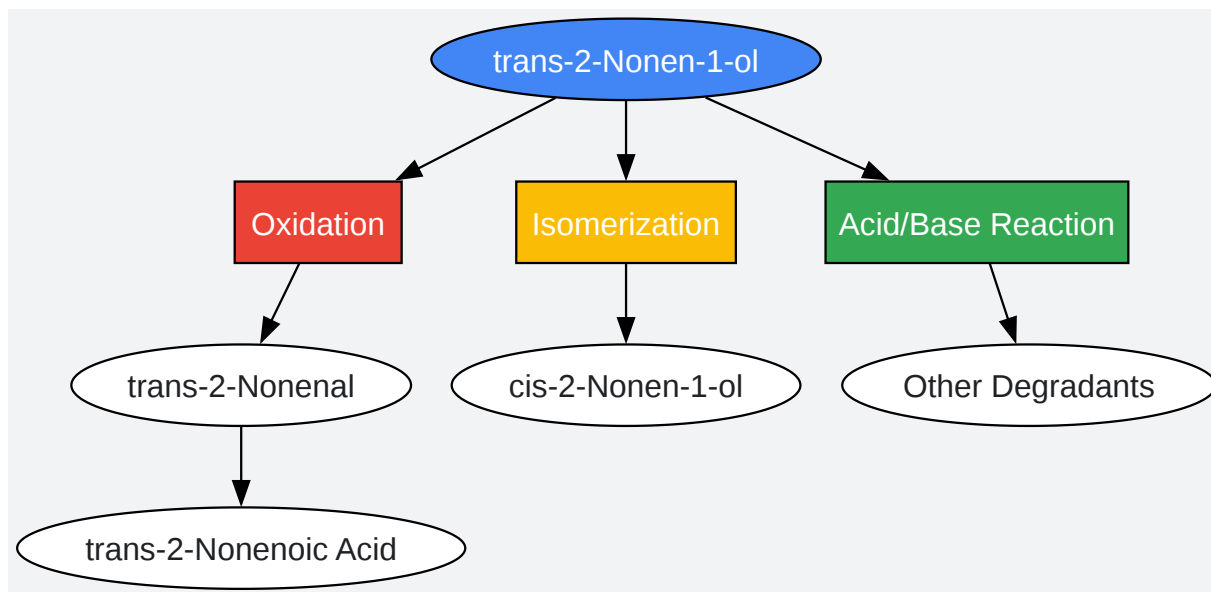 trans-2-Nonen-1-ol
Oxidation
Isomerization
Acid/Base Reaction
trans-2-Nonenal
cis-2-Nonen-1-ol
Other Degradants
trans-2-Nonenoic Acid